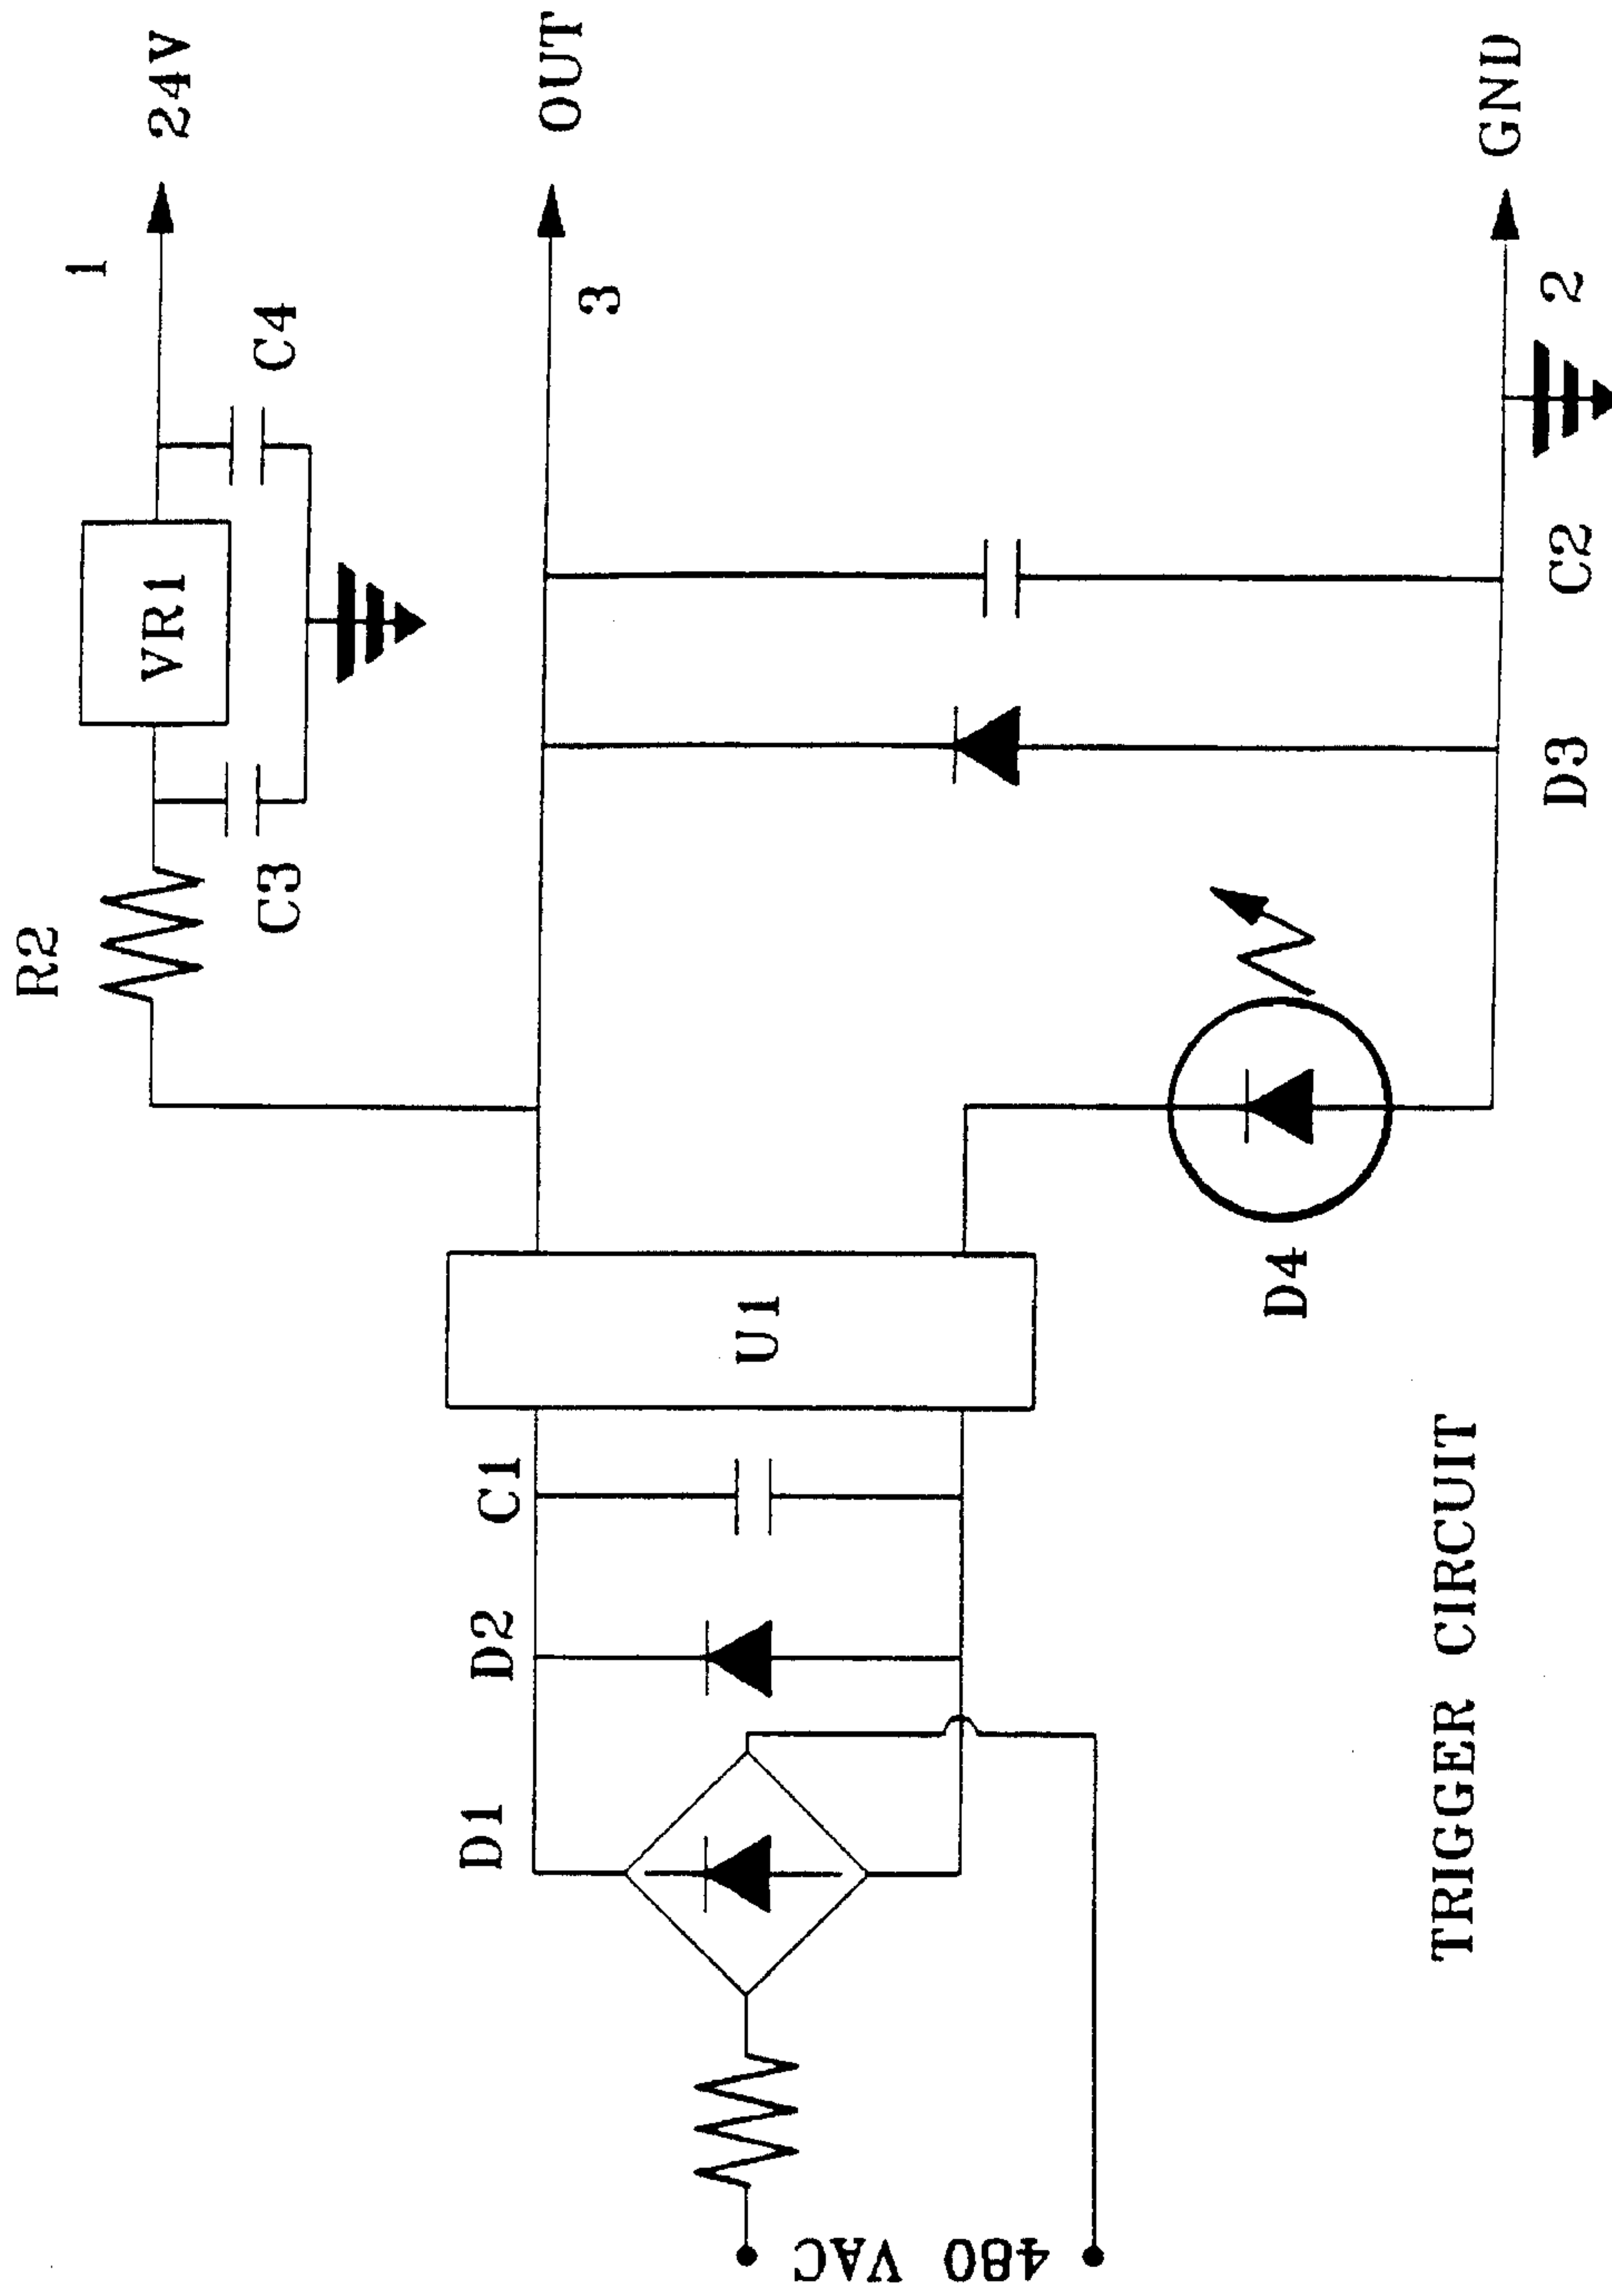 R2
VR1
1
24V
C3
C4
OUT
3
D1
D2
C1
U1
480 VAC
D4
D3
C2
2
GND
TRIGGER CIRCUIT